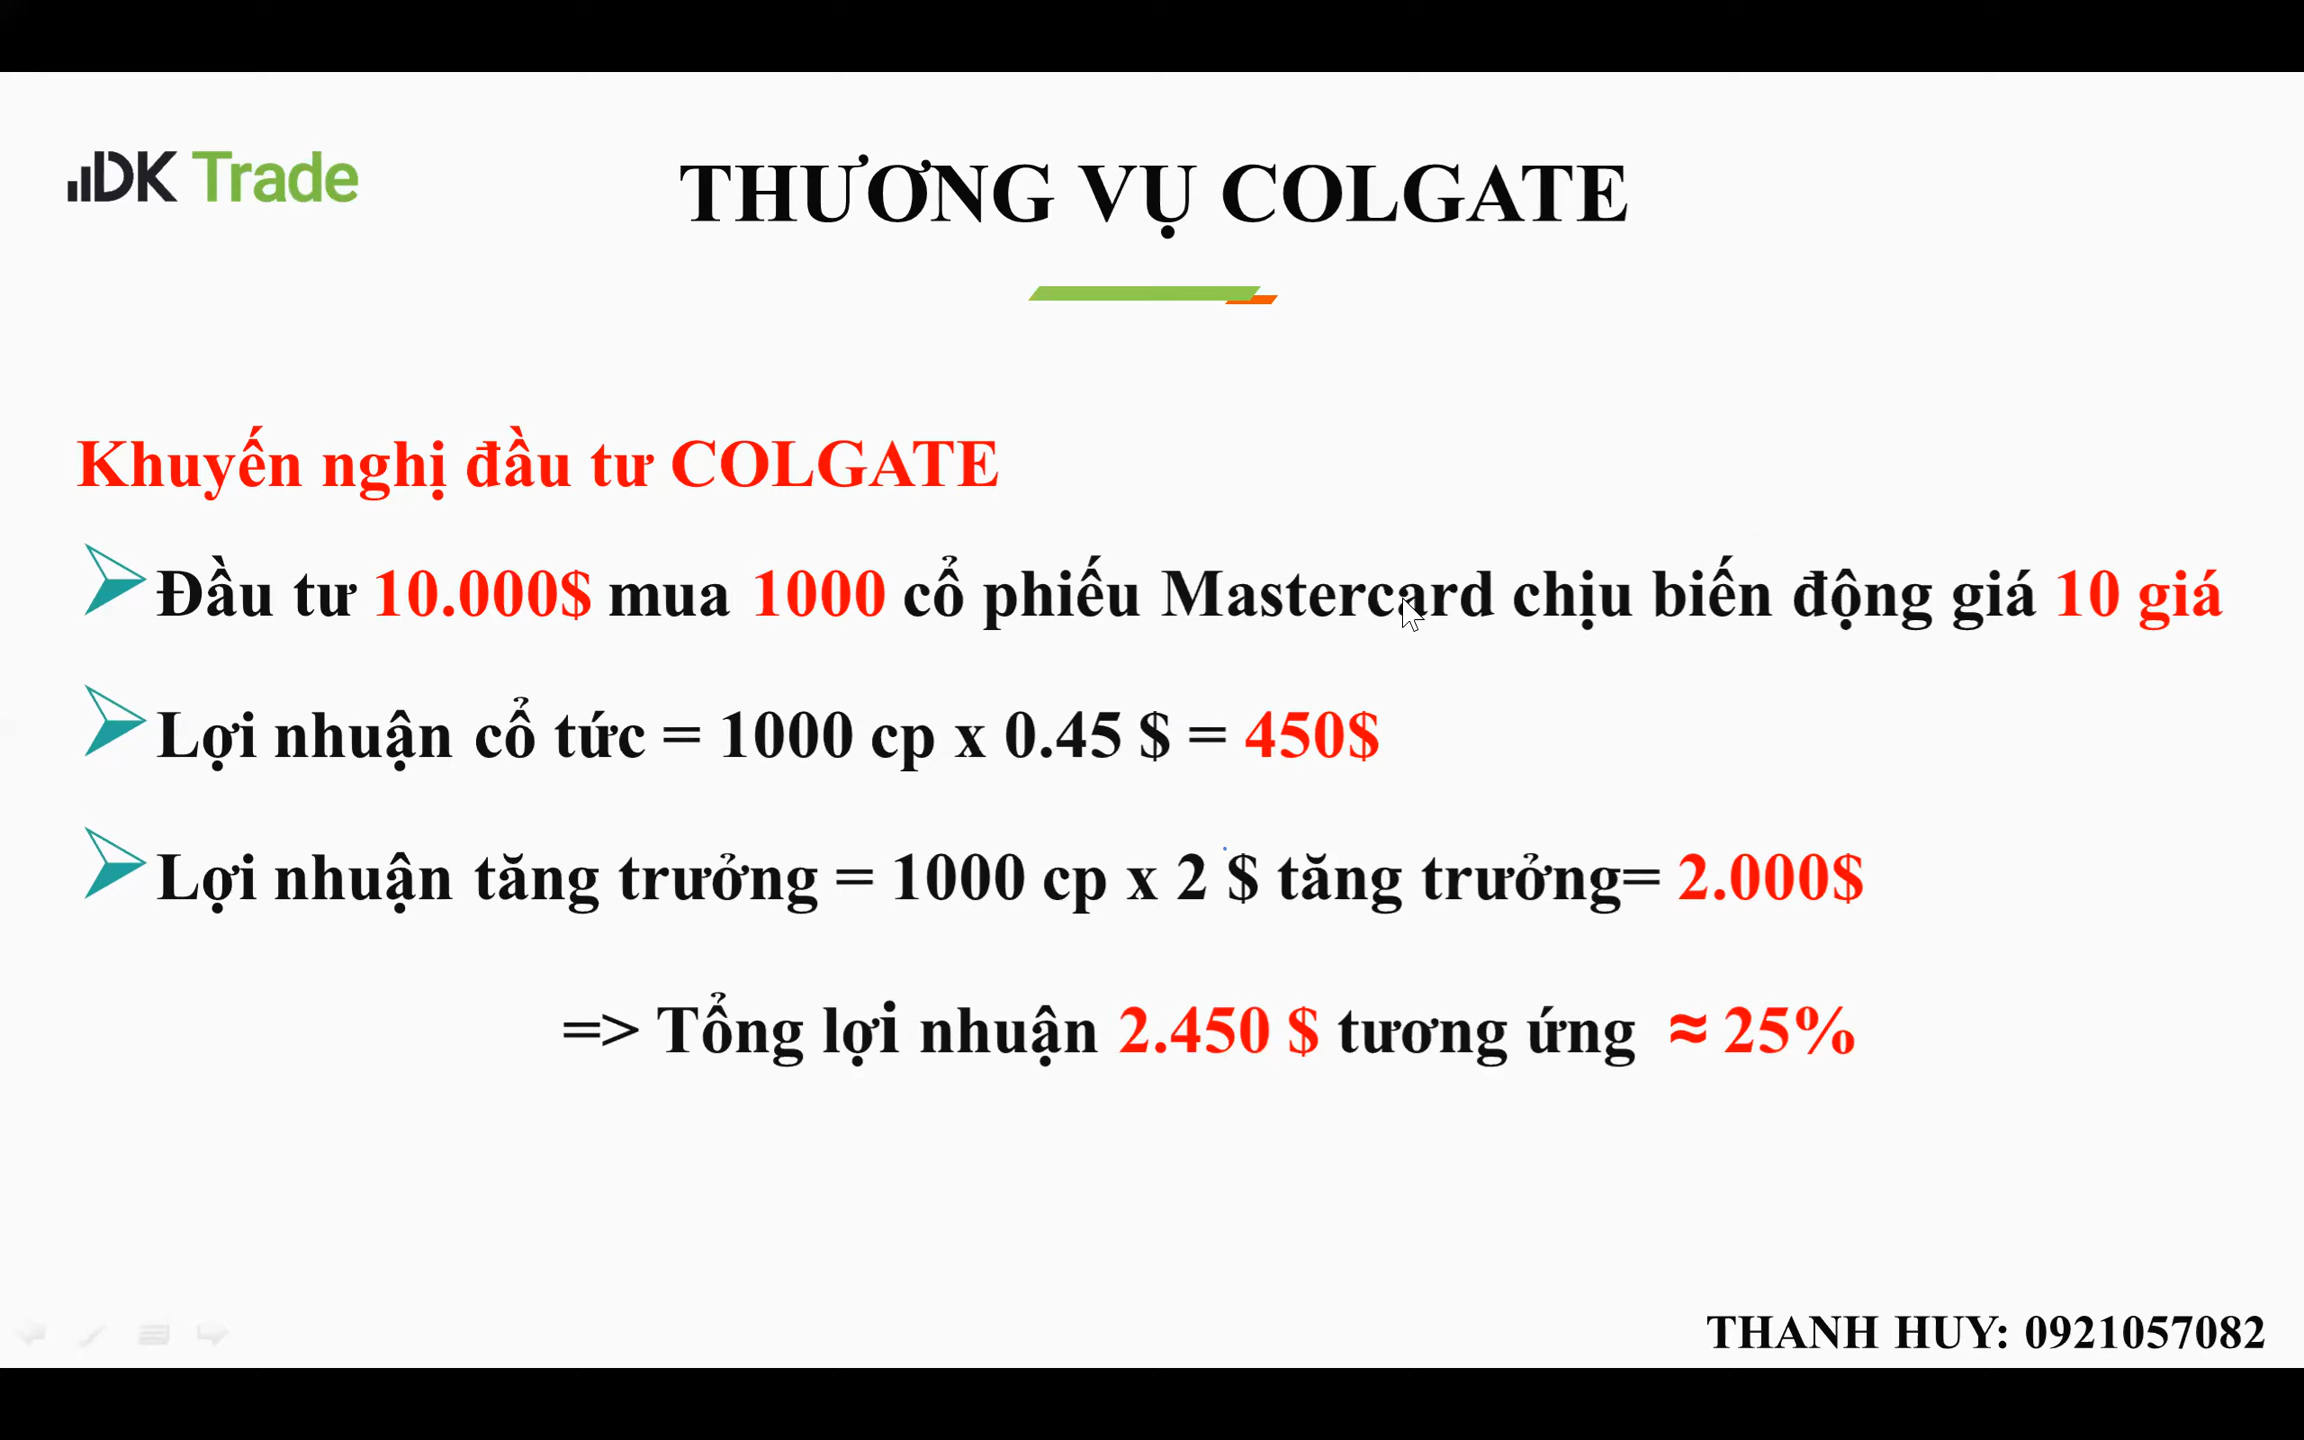 DK Trade
THƯƠNG VỤ COLGATE
Khuyến nghị đầu tư COLGATE
Đầu tư 10.000$ mua 1000 cổ phiếu Mastercard chịu biến động giá 10 giá
Lợi nhuận cổ tức = 1000 cp x 0.45 $ = 450$
Lợi nhuận tăng trưởng = 1000 cp x 2 $ tăng trưởng= 2.000$
=> Tổng lợi nhuận 2.450 $ tương ứng ≈ 25%
THANH HUY: 0921057082